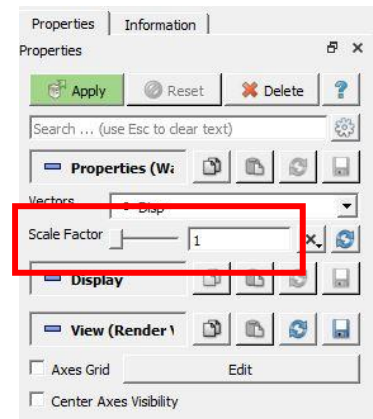 Properties Information
Properties
Apply Reset Delete ?
Search ... (use Esc to clear text)
Properties (Wa
Vectors Disp
Scale Factor 1
Display
View (Render
Axes Grid Edit
Center Axes Visibility